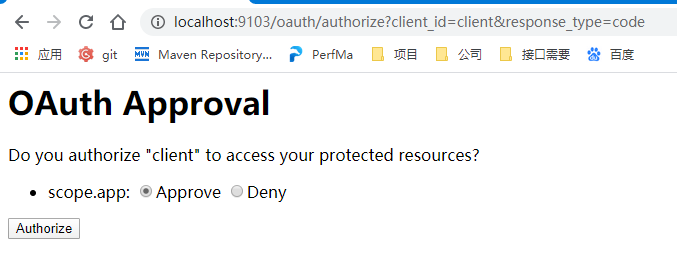 localhost:9103/oauth/authorize?client_id=client&response_type=code
应用 git Maven Repository... PerfMa 项目 公司 接口需要 百度
OAuth Approval
Do you authorize "client" to access your protected resources?
• scope.app: Approve Deny
Authorize